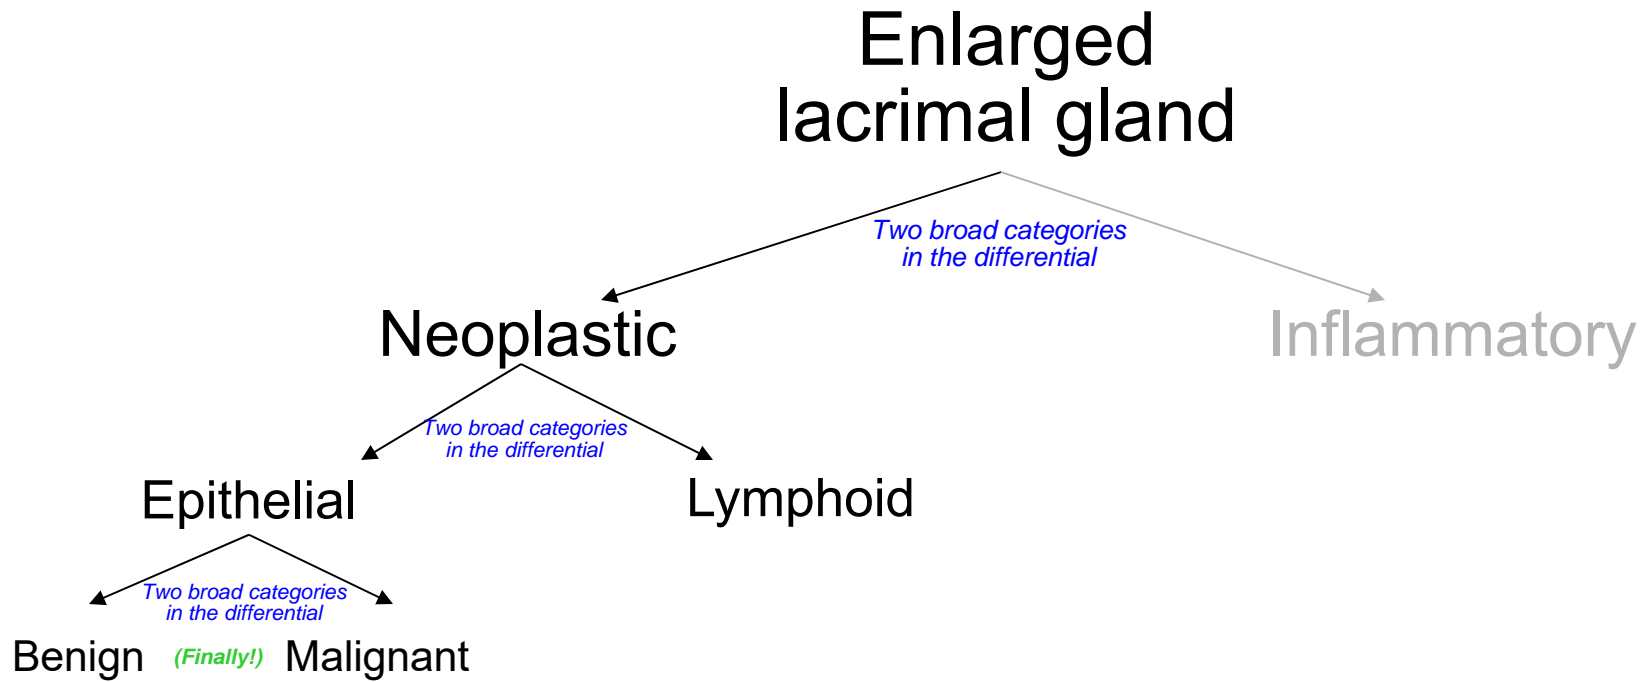 Enlarged
lacrimal gland
Two broad categories
in the differential
Neoplastic
Inflammatory
Two broad categories
in the differential
Epithelial
Lymphoid
Two broad categories
in the differential
Benign (Finally!) Malignant